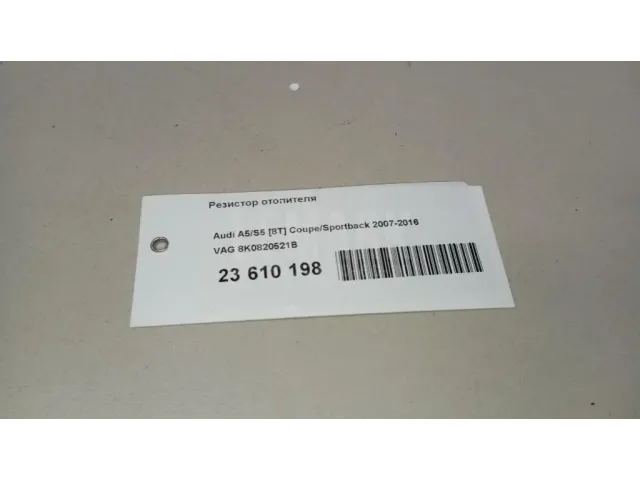 Резистор отопителя
Audi A5/S5 [8T] Coupe/Sportback 2007-2016
VAG 8K0820521B
23 610 198